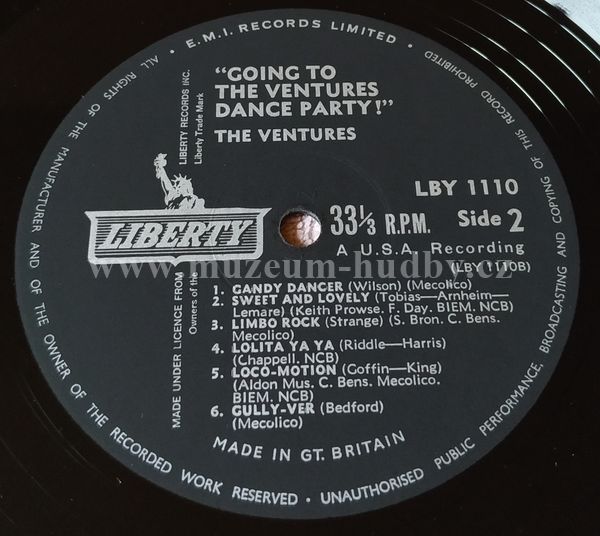 E.M.I. RECORDS LIMITED •
ALL RIGHTS OF THE MANUFACTURER AND OF THE OWNER OF THE RECORDED WORK RESERVED • UNAUTHORISED PUBLIC PERFORMANCE, BROADCASTING AND COPYING OF THIS RECORD PROHIBITED •
"GOING TO
THE VENTURES
DANCE PARTY!"
THE VENTURES
LIBERTY RECORDS INC.
Liberty Trade Mark
MADE UNDER LICENCE FROM
Owners of the
LIBERTY
LBY 1110
33⅓ R.P.M. Side 2
A U.S.A. Recording
(LBY 1110B)
www.muzeum-hudby.cz
1. GANDY DANCER (Wilson) (Mecolico)
2. SWEET AND LOVELY (Tobias—Arnheim—
Lemare) (Keith Prowse. F. Day. BIEM. NCB)
3. LIMBO ROCK (Strange) (S. Bron. C. Bens.
Mecolico)
4. LOLITA YA YA (Riddle—Harris)
(Chappell. NCB)
5. LOCO-MOTION (Goffin—King)
(Aldon Mus. C. Bens. Mecolico.
BIEM. NCB)
6. GULLY-VER (Bedford)
(Mecolico)
MADE IN GT. BRITAIN